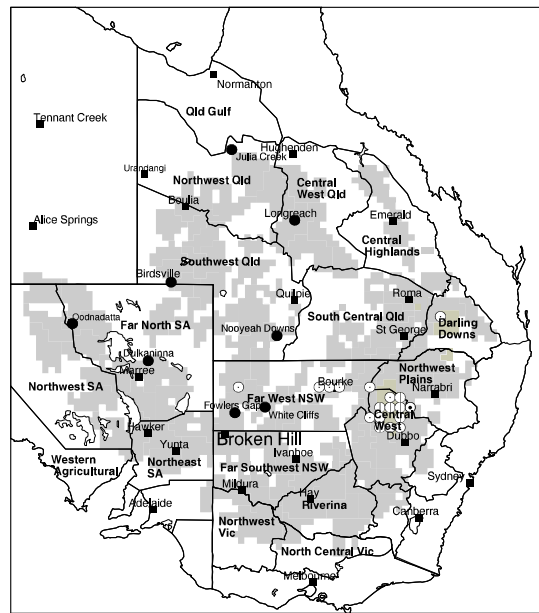 Normanton
Qld Gulf
Tennant Creek
Julia Creek
Hughenden
Urandangi
Northwest Qld
Central
West Qld
Boulia
Longreach
Emerald
Alice Springs
Central
Highlands
Southwest Qld
Birdsville
Quilpie
Roma
Oodnadatta
Far North SA
Nooyeah Downs
South Central Qld
St George
Darling
Downs
Dulkaninna
Marree
Northwest SA
Bourke
Northwest
Plains
Narrabri
Far West NSW
Fowlers Gap
White Cliffs
Central
West
Hawker
Broken Hill
Dubbo
Yunta
Ivanhoe
Western
Agricultural
Northeast
SA
Far Southwest NSW
Sydney
Mildura
Hay
Riverina
Adelaide
Canberra
Northwest
Vic
North Central Vic
Melbourne